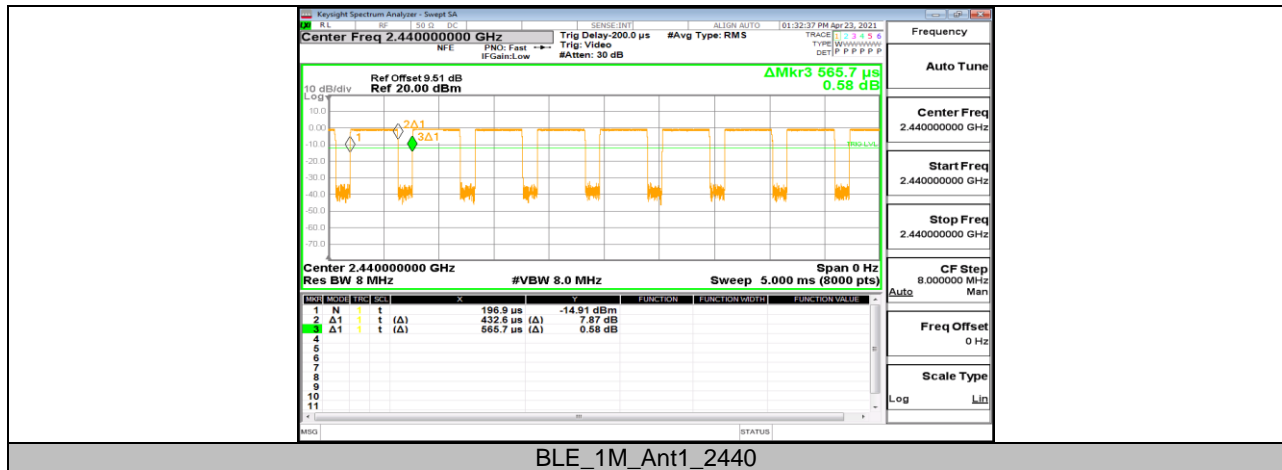 Keysight Spectrum Analyzer - Swept SA
RL RF 50 Ω DC SENSE:INT ALIGN AUTO 01:32:37 PM Apr 23, 2021
Center Freq 2.440000000 GHz
NFE PNO: Fast IFGain:Low
Trig Delay-200.0 µs #Avg Type: RMS
Trig: Video
#Atten: 30 dB
TRACE 1 2 3 4 5 6
TYPE WWWWWW
DET P P P P P P
Frequency
Auto Tune
Center Freq
2.440000000 GHz
Start Freq
2.440000000 GHz
Stop Freq
2.440000000 GHz
CF Step
8.000000 MHz
Auto Man
Freq Offset
0 Hz
Scale Type
Log Lin
ΔMkr3 565.7 µs
0.58 dB
Ref Offset 9.51 dB
10 dB/div Ref 20.00 dBm
Log
10.0
0.00
-10.0
-20.0
-30.0
-40.0
-50.0
-60.0
-70.0
1
2Δ1
3Δ1
TRIG LVL
Center 2.440000000 GHz Span 0 Hz
Res BW 8 MHz #VBW 8.0 MHz Sweep 5.000 ms (8000 pts)
MKR MODE TRC SCL X Y FUNCTION FUNCTION WIDTH FUNCTION VALUE
1 N 1 t 196.9 µs -14.91 dBm
2 Δ1 1 t (Δ) 432.6 µs (Δ) 7.87 dB
3 Δ1 1 t (Δ) 565.7 µs (Δ) 0.58 dB
4
5
6
7
8
9
10
11
MSG STATUS
BLE_1M_Ant1_2440